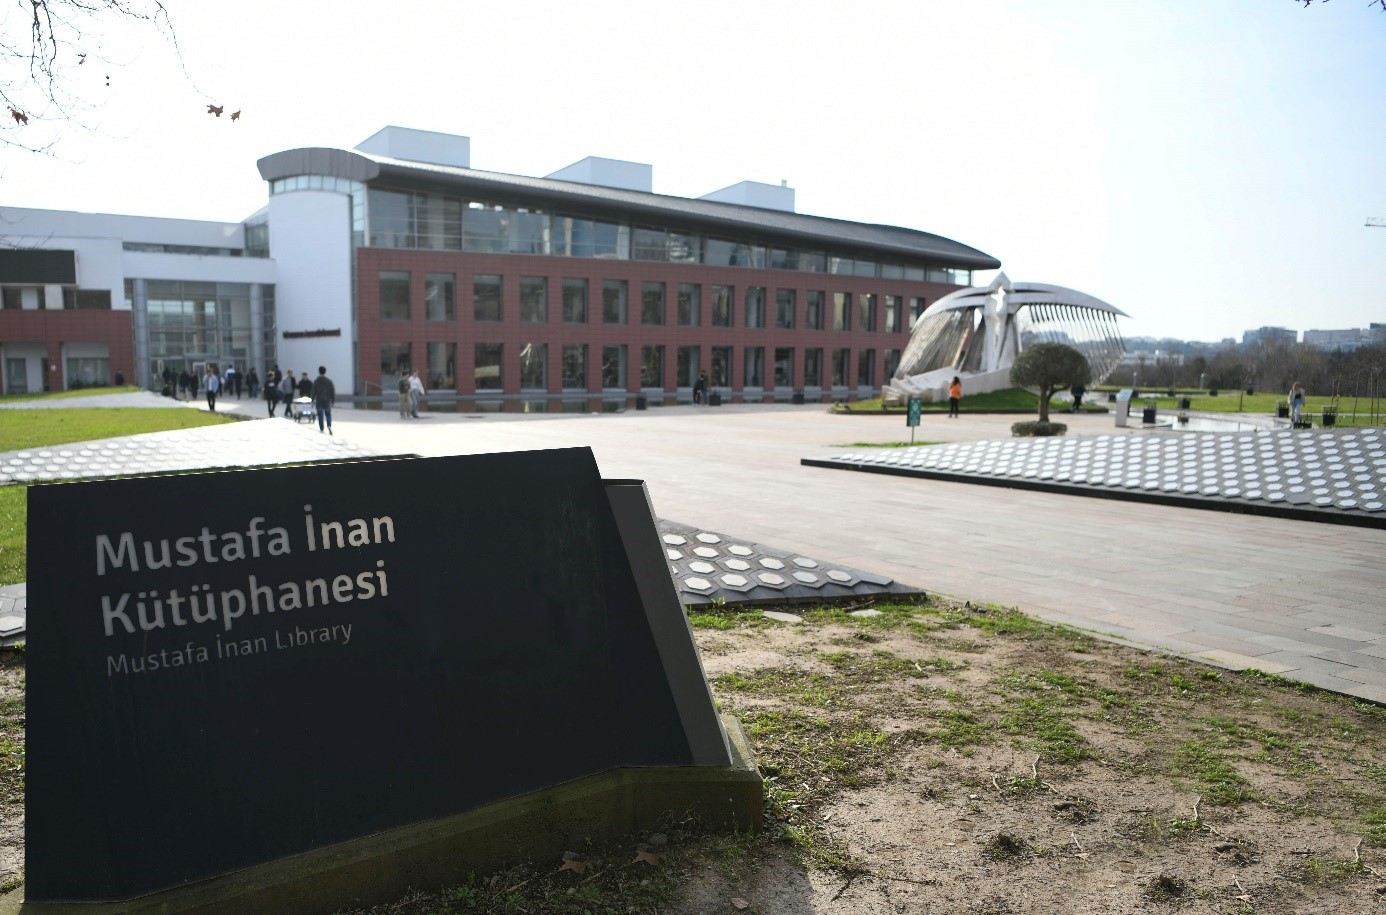 Mustafa İnan
Kütüphanesi
Mustafa İnan Library